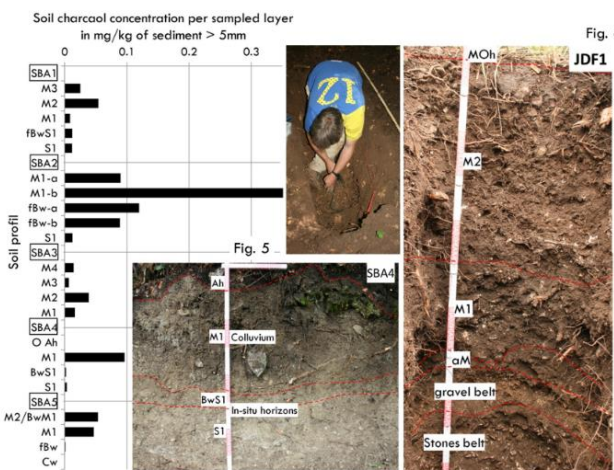 Soil charcaol concentration per sampled layer
in mg/kg of sediment > 5mm
0 0.1 0.2 0.3
Soil profil
SBA1
M3
M2
M1
fBwS1
S1
SBA2
M1-a
M1-b
fBw-a
fBw-b
S1
SBA3
M4
M3
M2
M1
SBA4
O Ah
M1
BwS1
S1
SBA5
M2/BwM1
M1
fBw
Cw
12
Fig. 5
SBA4
Ah
M1 Colluvium
BwS1
In-situ horizons
S1
Fig.
JDF1
MOh
M2
M1
aM
gravel belt
Stones belt